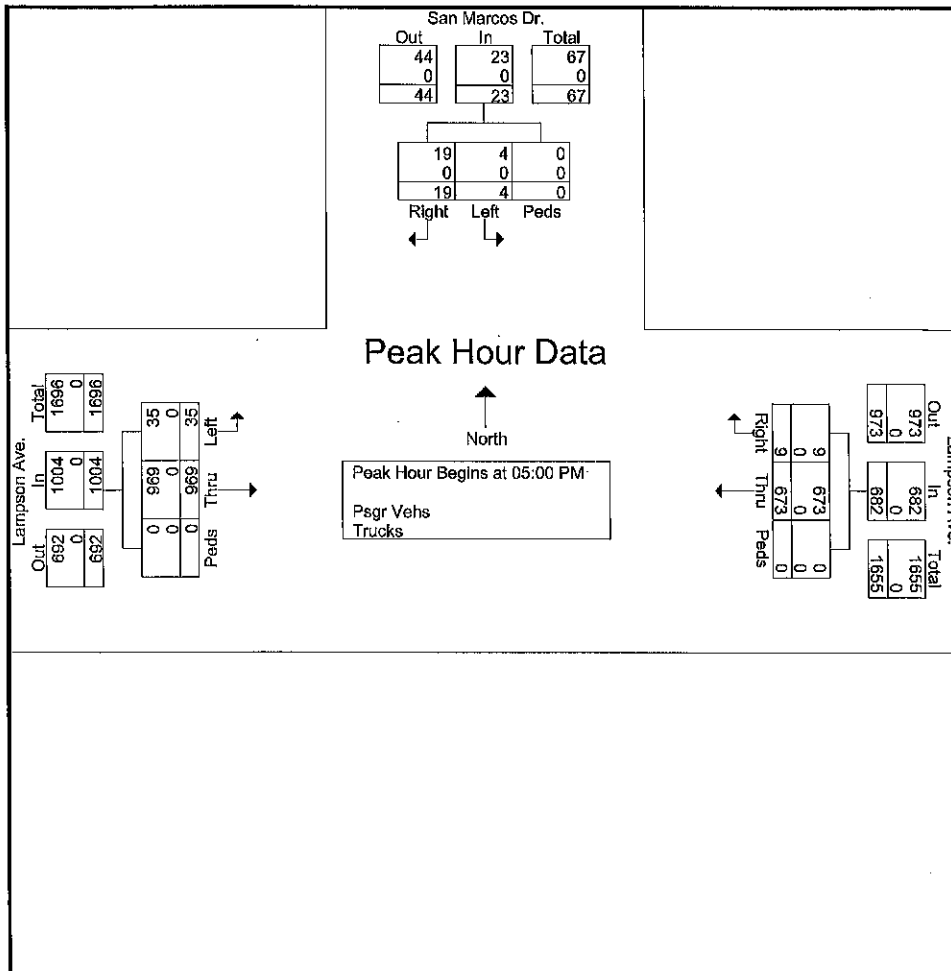 San Marcos Dr.
Out In Total
44 23 67
0 0 0
44 23 67
19 4 0
0 0 0
19 4 0
Right Left Peds
Peak Hour Data
North
Peak Hour Begins at 05:00 PM
Psgr Vehs
Trucks
Lampson Ave.
Out In Total
692 1004 1696
0 0 0
692 1004 1696
Left Thru Peds
35 969 0
0 0 0
35 969 0
Out In Total
973 682 1655
0 0 0
973 682 1655
Right Thru Peds
9 673 0
0 0 0
9 673 0